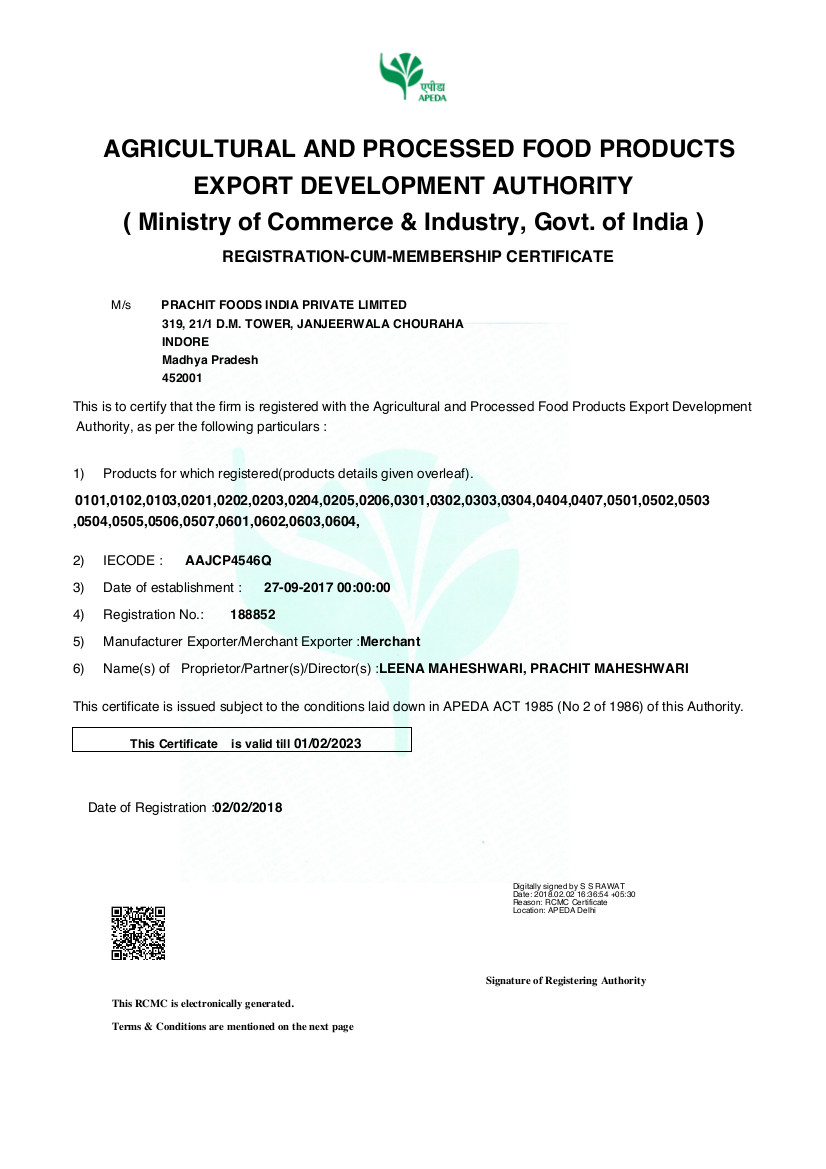 एपीडा
APEDA
AGRICULTURAL AND PROCESSED FOOD PRODUCTS
EXPORT DEVELOPMENT AUTHORITY
( Ministry of Commerce & Industry, Govt. of India )
REGISTRATION-CUM-MEMBERSHIP CERTIFICATE
M/s PRACHIT FOODS INDIA PRIVATE LIMITED
319, 21/1 D.M. TOWER, JANJEERWALA CHOURAHA
INDORE
Madhya Pradesh
452001
This is to certify that the firm is registered with the Agricultural and Processed Food Products Export Development
Authority, as per the following particulars :
1) Products for which registered(products details given overleaf).
0101,0102,0103,0201,0202,0203,0204,0205,0206,0301,0302,0303,0304,0404,0407,0501,0502,0503
,0504,0505,0506,0507,0601,0602,0603,0604,
2) IECODE : AAJCP4546Q
3) Date of establishment : 27-09-2017 00:00:00
4) Registration No.: 188852
5) Manufacturer Exporter/Merchant Exporter :Merchant
6) Name(s) of Proprietor/Partner(s)/Director(s) :LEENA MAHESHWARI, PRACHIT MAHESHWARI
This certificate is issued subject to the conditions laid down in APEDA ACT 1985 (No 2 of 1986) of this Authority.
This Certificate is valid till 01/02/2023
Date of Registration :02/02/2018
Digitally signed by S S RAWAT
Date: 2018.02.02 16:36:54 +05:30
Reason: RCMC Certificate
Location: APEDA Delhi
Signature of Registering Authority
This RCMC is electronically generated.
Terms & Conditions are mentioned on the next page